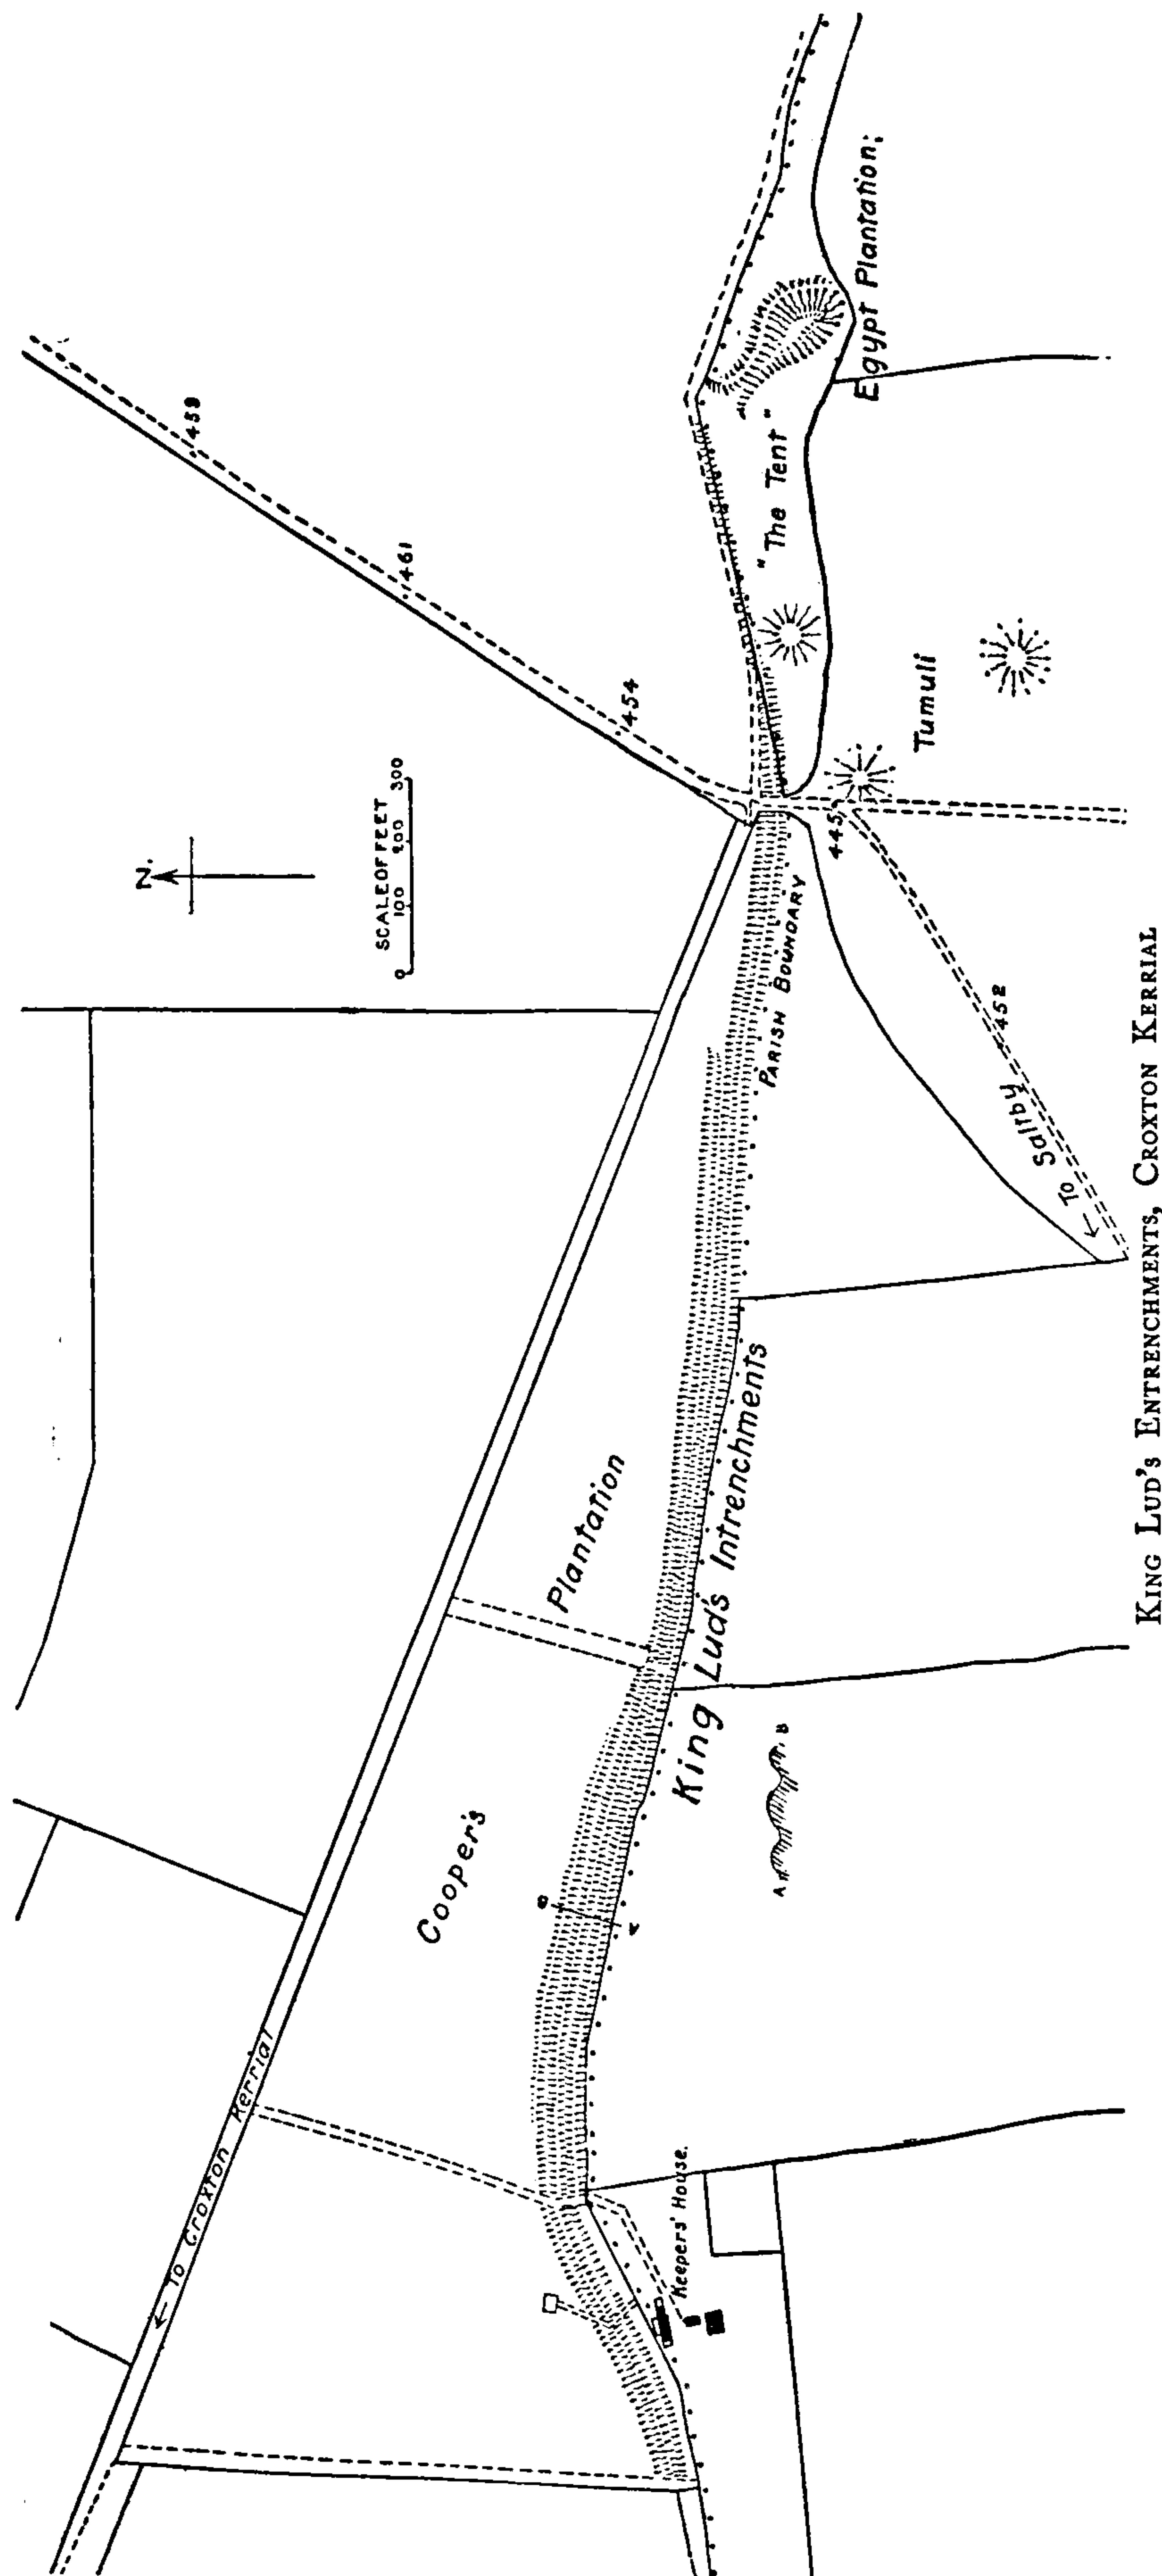 N.
SCALE OF FEET
0 100 200 300
459
461
454
"The Tent"
Egypt Plantation;
Tumuli
445
452
← To Saltby
PARISH BOUNDARY
← To Croxton Kerrial
Cooper's
Plantation
King Lud's Intrenchments
B
A
A B
Keepers' House.
KING LUD'S ENTRENCHMENTS, CROXTON KERRIAL